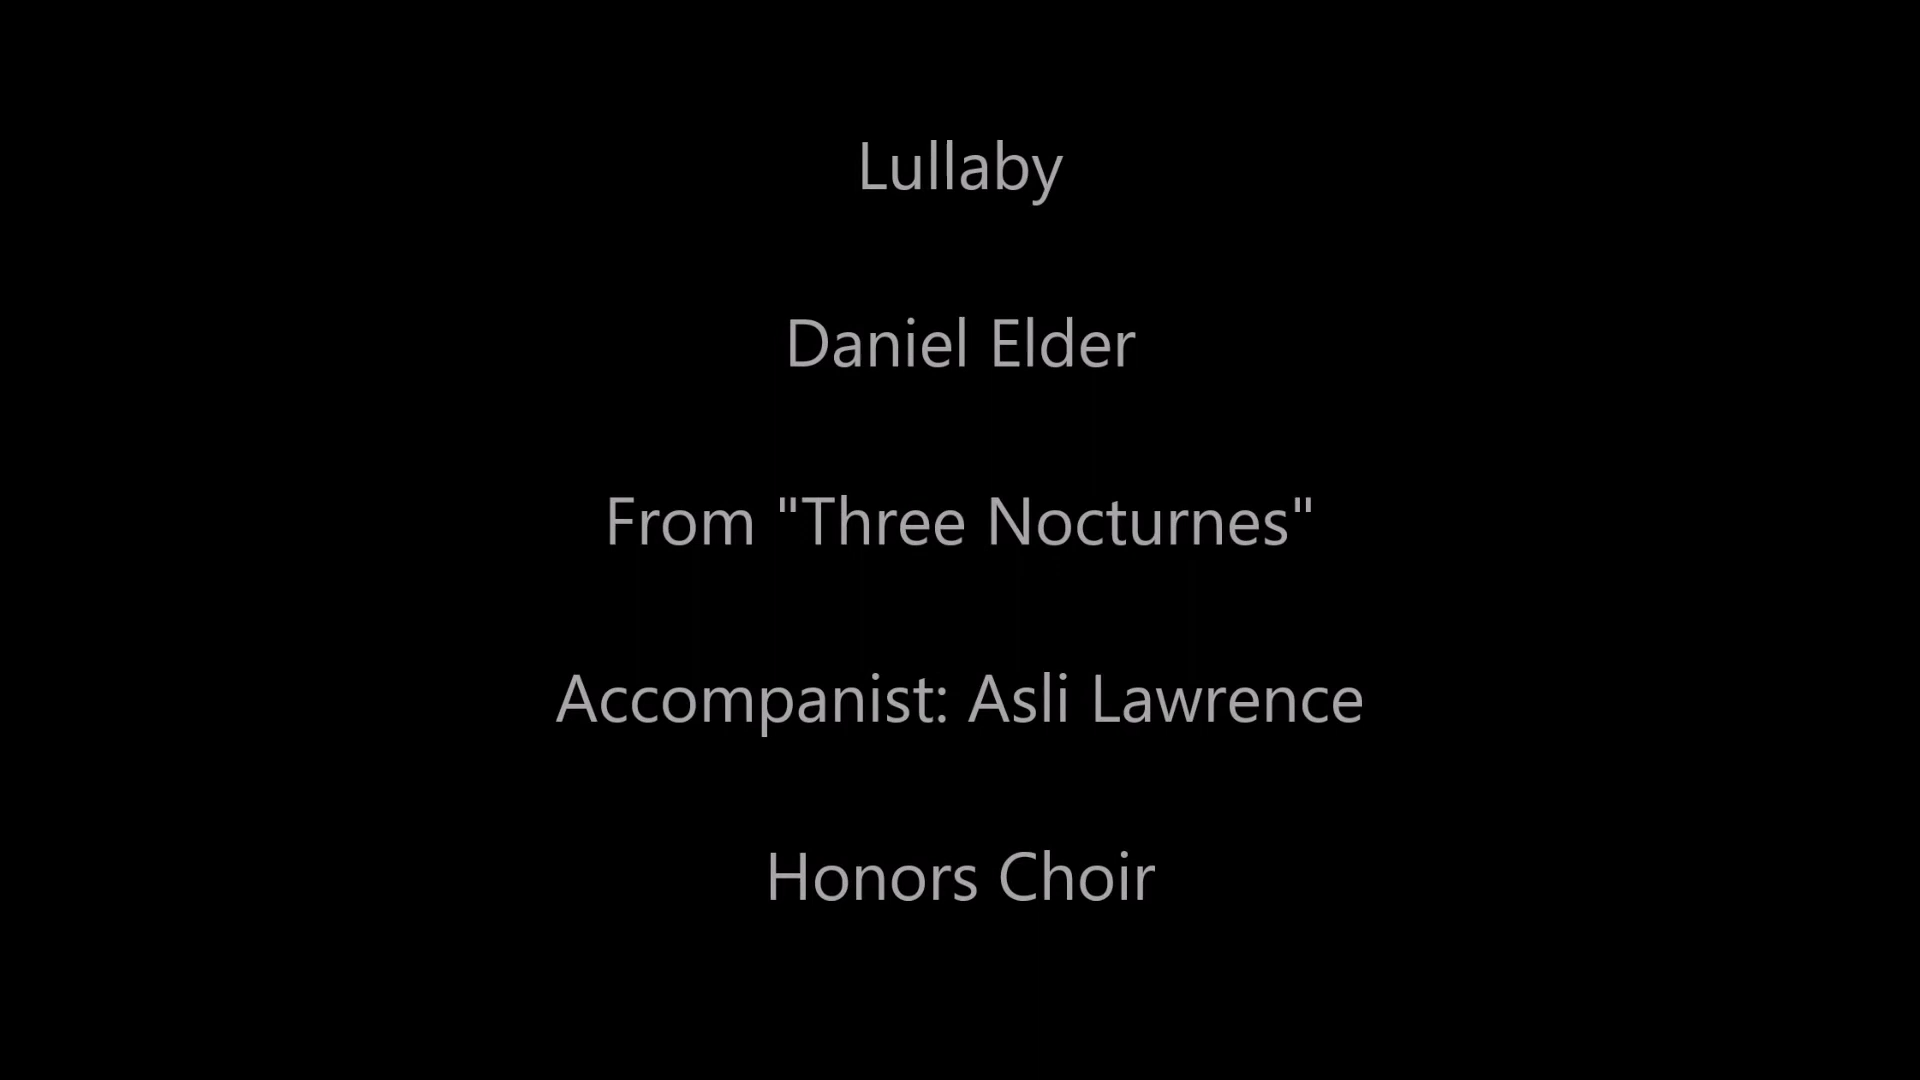 Lullaby
Daniel Elder
From "Three Nocturnes"
Accompanist: Asli Lawrence
Honors Choir